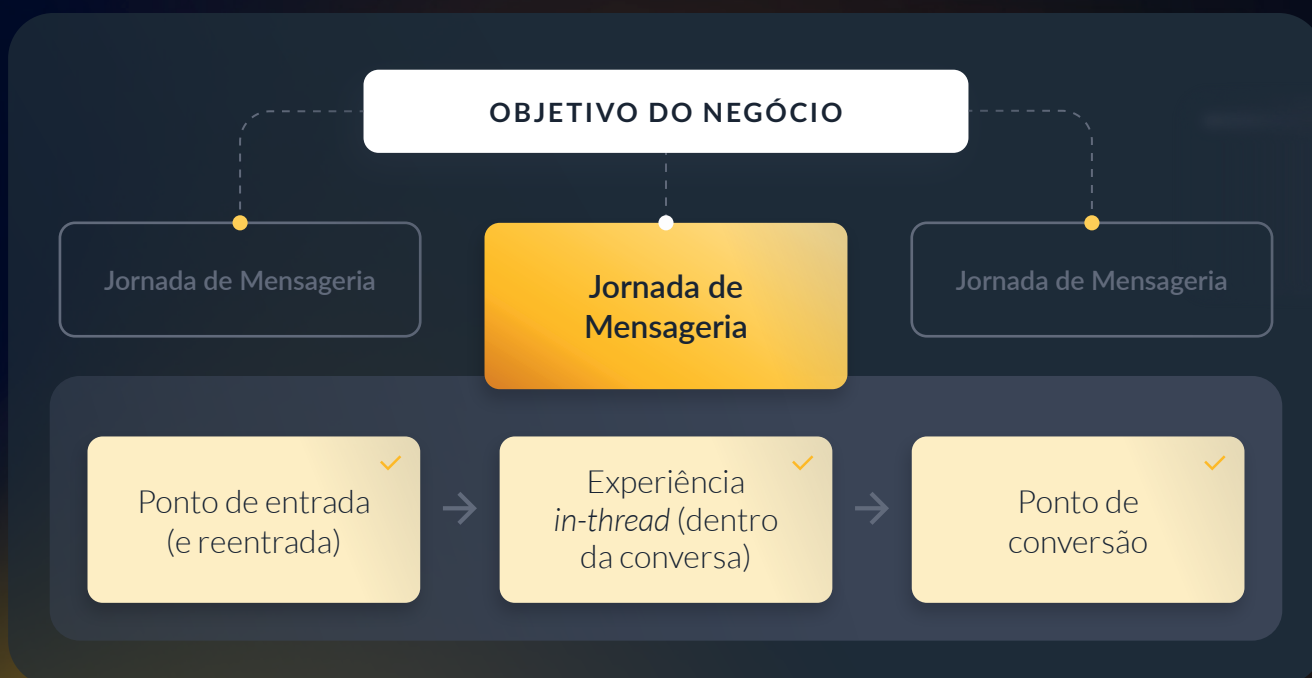 OBJETIVO DO NEGÓCIO
Jornada de Mensageria
Jornada de
Mensageria
Jornada de Mensageria
Ponto de entrada
(e reentrada)
Experiência
in-thread (dentro
da conversa)
Ponto de
conversão